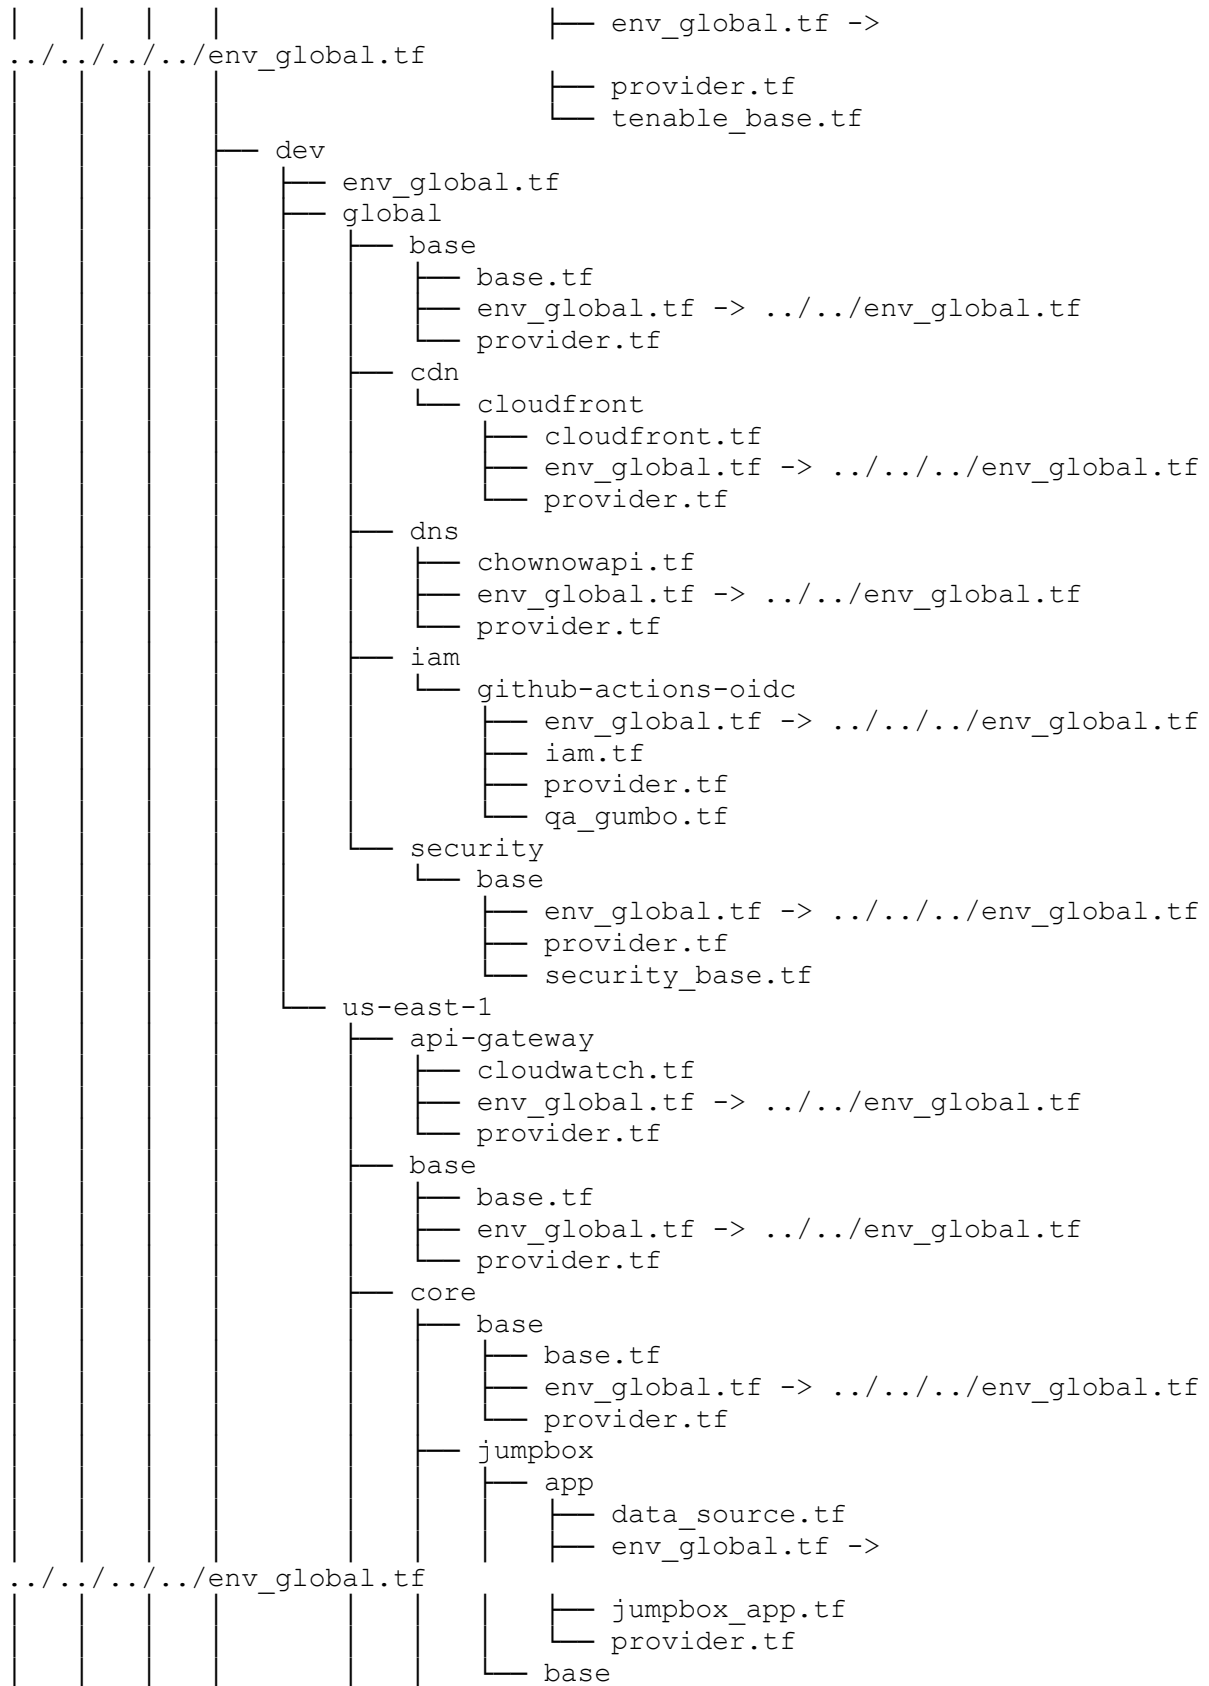 │   │   │   │                   ├── env_global.tf ->
../../../../env_global.tf
│   │   │   │                   ├── provider.tf
│   │   │   │                   └── tenable_base.tf
│   │   │   ├── dev
│   │   │   │   ├── env_global.tf
│   │   │   │   ├── global
│   │   │   │   │   ├── base
│   │   │   │   │   │   ├── base.tf
│   │   │   │   │   │   ├── env_global.tf -> ../../env_global.tf
│   │   │   │   │   │   └── provider.tf
│   │   │   │   │   ├── cdn
│   │   │   │   │   │   └── cloudfront
│   │   │   │   │   │       ├── cloudfront.tf
│   │   │   │   │   │       ├── env_global.tf -> ../../../env_global.tf
│   │   │   │   │   │       └── provider.tf
│   │   │   │   │   ├── dns
│   │   │   │   │   │   ├── chownowapi.tf
│   │   │   │   │   │   ├── env_global.tf -> ../../env_global.tf
│   │   │   │   │   │   └── provider.tf
│   │   │   │   │   ├── iam
│   │   │   │   │   │   └── github-actions-oidc
│   │   │   │   │   │       ├── env_global.tf -> ../../../env_global.tf
│   │   │   │   │   │       ├── iam.tf
│   │   │   │   │   │       ├── provider.tf
│   │   │   │   │   │       └── qa_gumbo.tf
│   │   │   │   │   └── security
│   │   │   │   │       └── base
│   │   │   │   │           ├── env_global.tf -> ../../../env_global.tf
│   │   │   │   │           ├── provider.tf
│   │   │   │   │           └── security_base.tf
│   │   │   │   └── us-east-1
│   │   │   │       ├── api-gateway
│   │   │   │       │   ├── cloudwatch.tf
│   │   │   │       │   ├── env_global.tf -> ../../env_global.tf
│   │   │   │       │   └── provider.tf
│   │   │   │       ├── base
│   │   │   │       │   ├── base.tf
│   │   │   │       │   ├── env_global.tf -> ../../env_global.tf
│   │   │   │       │   └── provider.tf
│   │   │   │       ├── core
│   │   │   │       │   ├── base
│   │   │   │       │   │   ├── base.tf
│   │   │   │       │   │   ├── env_global.tf -> ../../../env_global.tf
│   │   │   │       │   │   └── provider.tf
│   │   │   │       │   ├── jumpbox
│   │   │   │       │   │   ├── app
│   │   │   │       │   │   │   ├── data_source.tf
│   │   │   │       │   │   │   ├── env_global.tf ->
../../../../env_global.tf
│   │   │   │       │   │   │   ├── jumpbox_app.tf
│   │   │   │       │   │   │   └── provider.tf
│   │   │   │       │   │   └── base